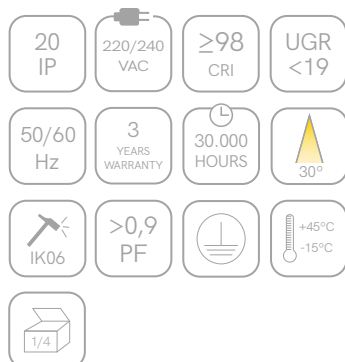 20
IP
220/240
VAC
≥98
CRI
UGR
<19
50/60
Hz
3
YEARS
WARRANTY
30.000
HOURS
30°
IK06
>0,9
PF
+45°C
-15°C
1/4